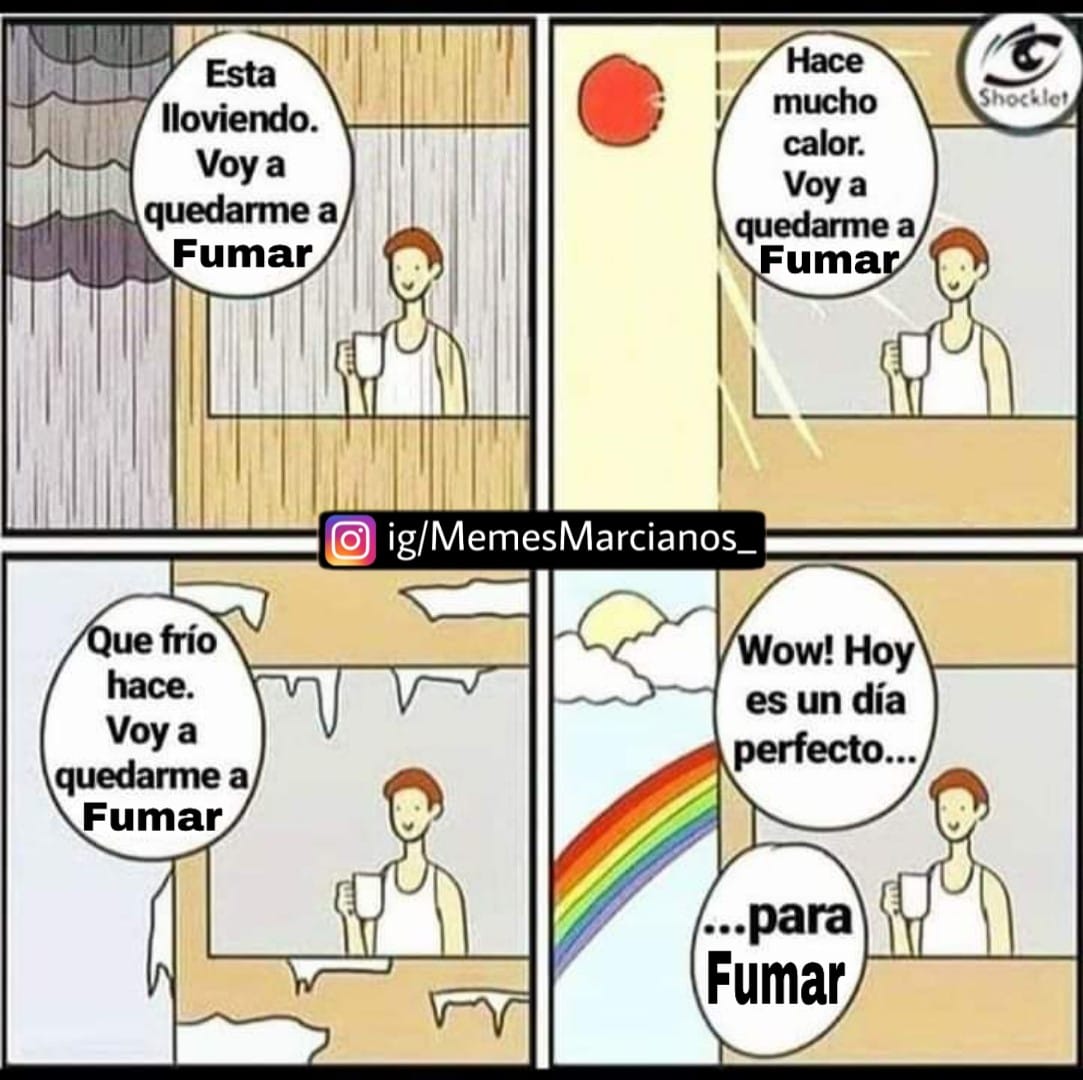 Esta
lloviendo.
Voy a
quedarme a
Fumar
Hace
mucho
calor.
Voy a
quedarme a
Fumar
Shocklet
ig/MemesMarcianos_
Que frío
hace.
Voy a
quedarme a
Fumar
Wow! Hoy
es un día
perfecto...
...para
Fumar